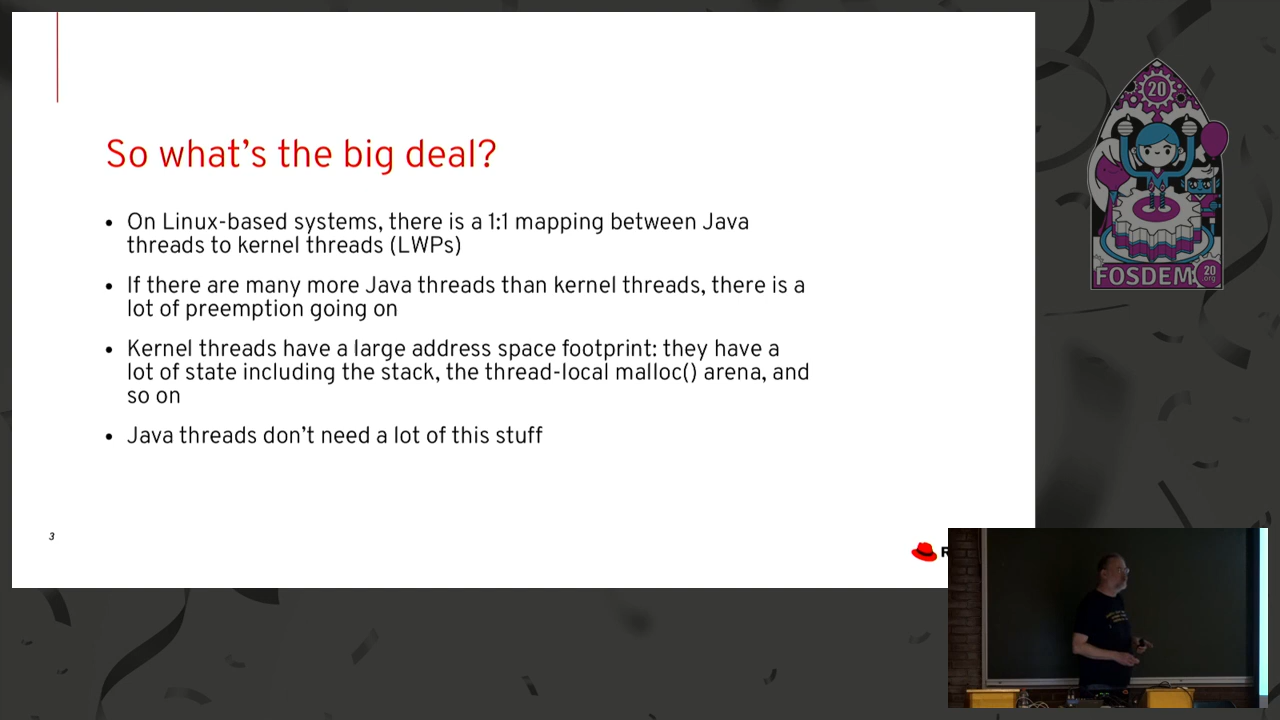 So what's the big deal?
• On Linux-based systems, there is a 1:1 mapping between Java
threads to kernel threads (LWPs)
• If there are many more Java threads than kernel threads, there is a
lot of preemption going on
• Kernel threads have a large address space footprint: they have a
lot of state including the stack, the thread-local malloc() arena, and
so on
• Java threads don't need a lot of this stuff
3
20
FOSDEM
20
.org